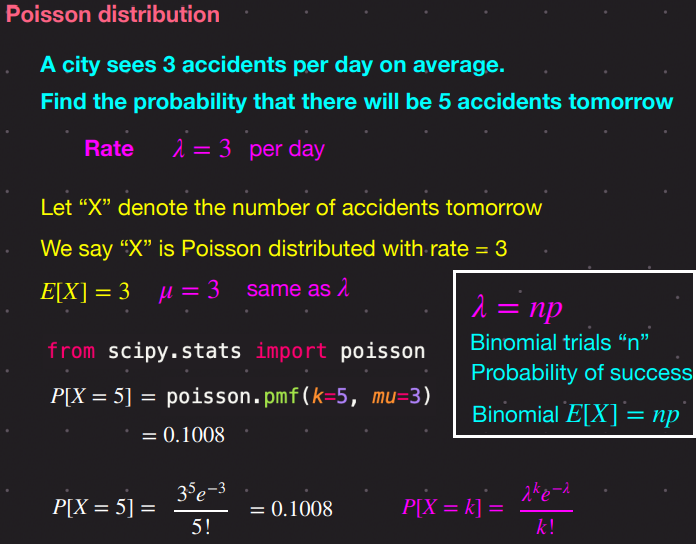 Poisson distribution
A city sees 3 accidents per day on average.
Find the probability that there will be 5 accidents tomorrow
Rate λ = 3 per day
Let “X” denote the number of accidents tomorrow
We say “X” is Poisson distributed with rate = 3
E[X] = 3 μ = 3 same as λ
λ = np
Binomial trials “n”
Probability of success
Binomial E[X] = np
from scipy.stats import poisson
P[X = 5] = poisson.pmf(k=5, mu=3)
= 0.1008
P[X = 5] = 3^5 e^−3 / 5! = 0.1008
P[X = k] = λ^k e^−λ / k!